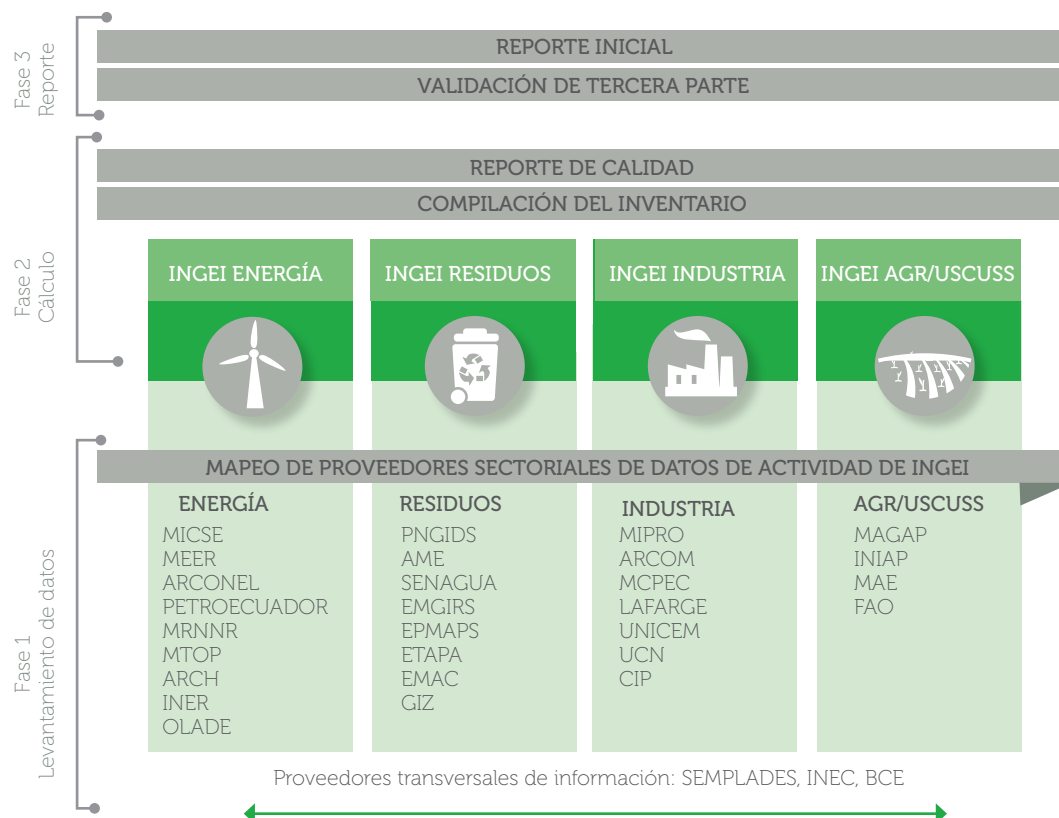 Fase 3
Reporte
REPORTE INICIAL
VALIDACIÓN DE TERCERA PARTE
Fase 2
Cálculo
REPORTE DE CALIDAD
COMPILACIÓN DEL INVENTARIO
INGEI ENERGÍA
INGEI RESIDUOS
INGEI INDUSTRIA
INGEI AGR/USCUSS
Fase 1
Levantamiento de datos
MAPEO DE PROVEEDORES SECTORIALES DE DATOS DE ACTIVIDAD DE INGEI
ENERGÍA
MICSE
MEER
ARCONEL
PETROECUADOR
MRNNR
MTOP
ARCH
INER
OLADE
RESIDUOS
PNGIDS
AME
SENAGUA
EMGIRS
EPMAPS
ETAPA
EMAC
GIZ
INDUSTRIA
MIPRO
ARCOM
MCPEC
LAFARGE
UNICEM
UCN
CIP
AGR/USCUSS
MAGAP
INIAP
MAE
FAO
Proveedores transversales de información: SEMPLADES, INEC, BCE